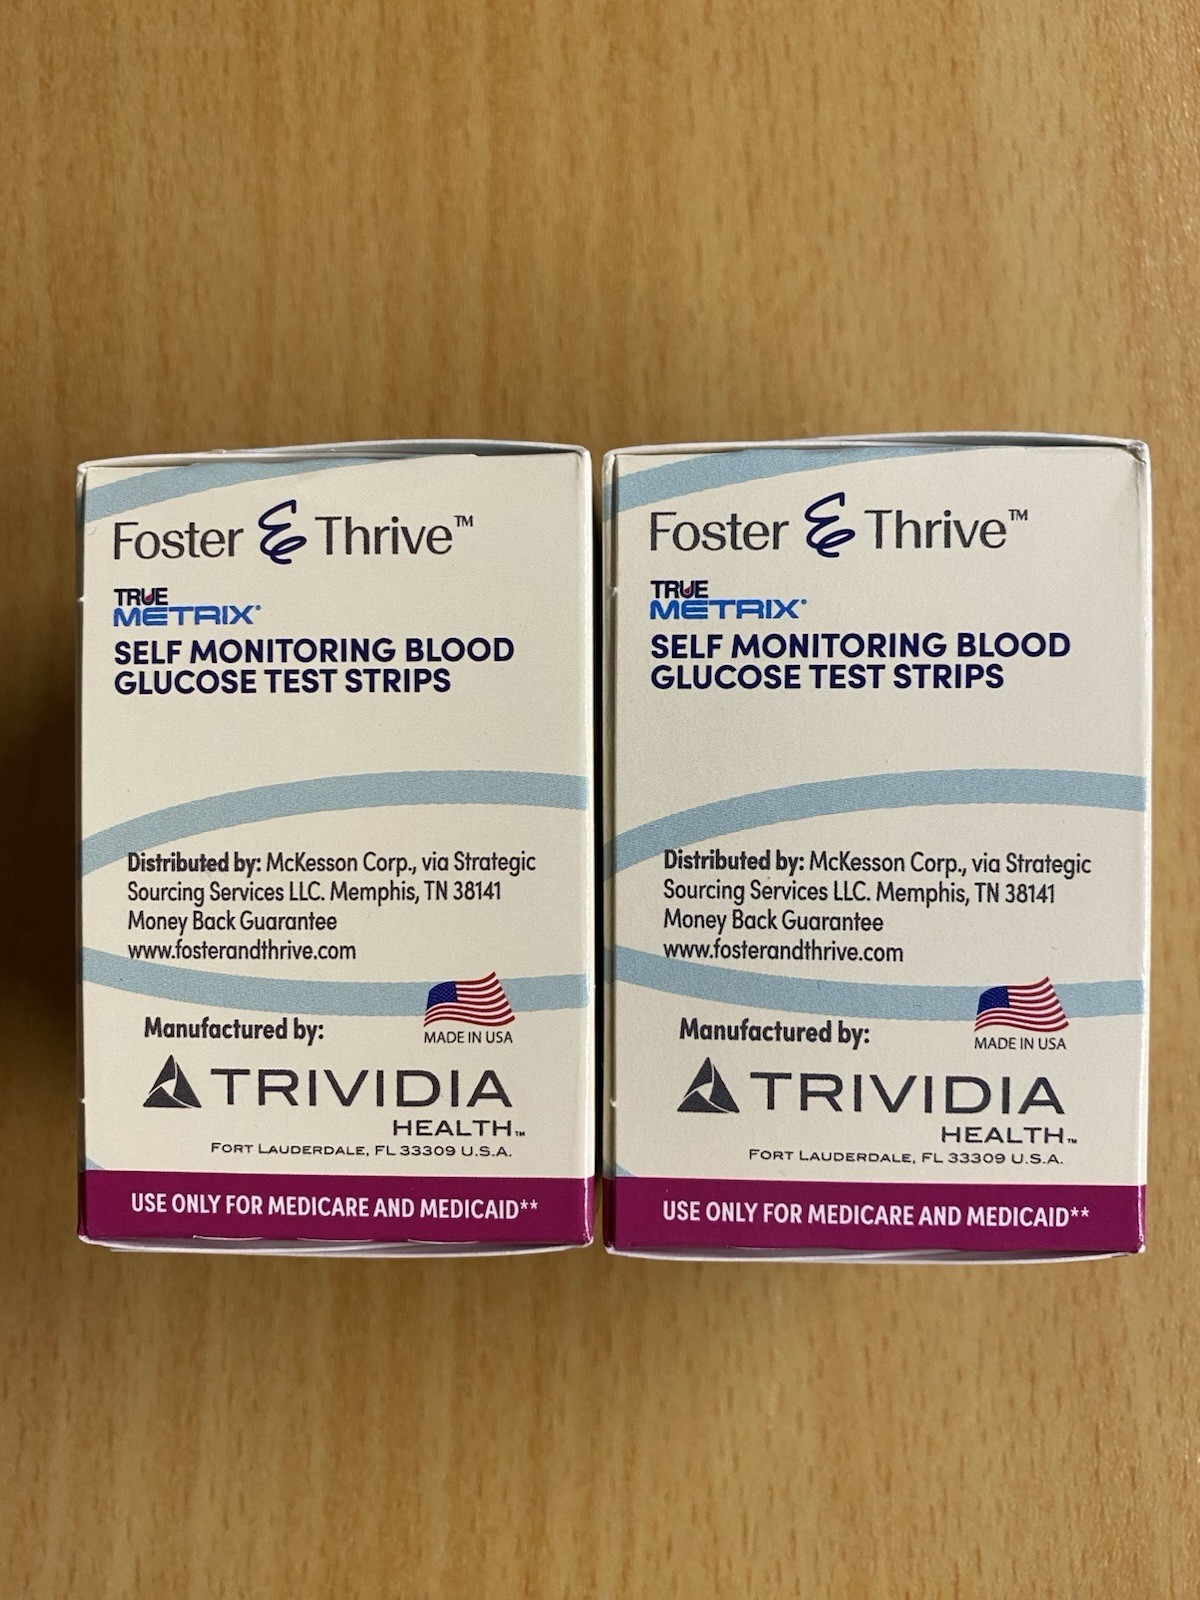 Foster & Thrive™
TRUE
METRIX®
SELF MONITORING BLOOD
GLUCOSE TEST STRIPS
Distributed by: McKesson Corp., via Strategic
Sourcing Services LLC. Memphis, TN 38141
Money Back Guarantee
www.fosterandthrive.com
MADE IN USA
Manufactured by:
TRIVIDIA
HEALTH™
FORT LAUDERDALE, FL 33309 U.S.A.
USE ONLY FOR MEDICARE AND MEDICAID**
Foster & Thrive™
TRUE
METRIX®
SELF MONITORING BLOOD
GLUCOSE TEST STRIPS
Distributed by: McKesson Corp., via Strategic
Sourcing Services LLC. Memphis, TN 38141
Money Back Guarantee
www.fosterandthrive.com
MADE IN USA
Manufactured by:
TRIVIDIA
HEALTH™
FORT LAUDERDALE, FL 33309 U.S.A.
USE ONLY FOR MEDICARE AND MEDICAID**